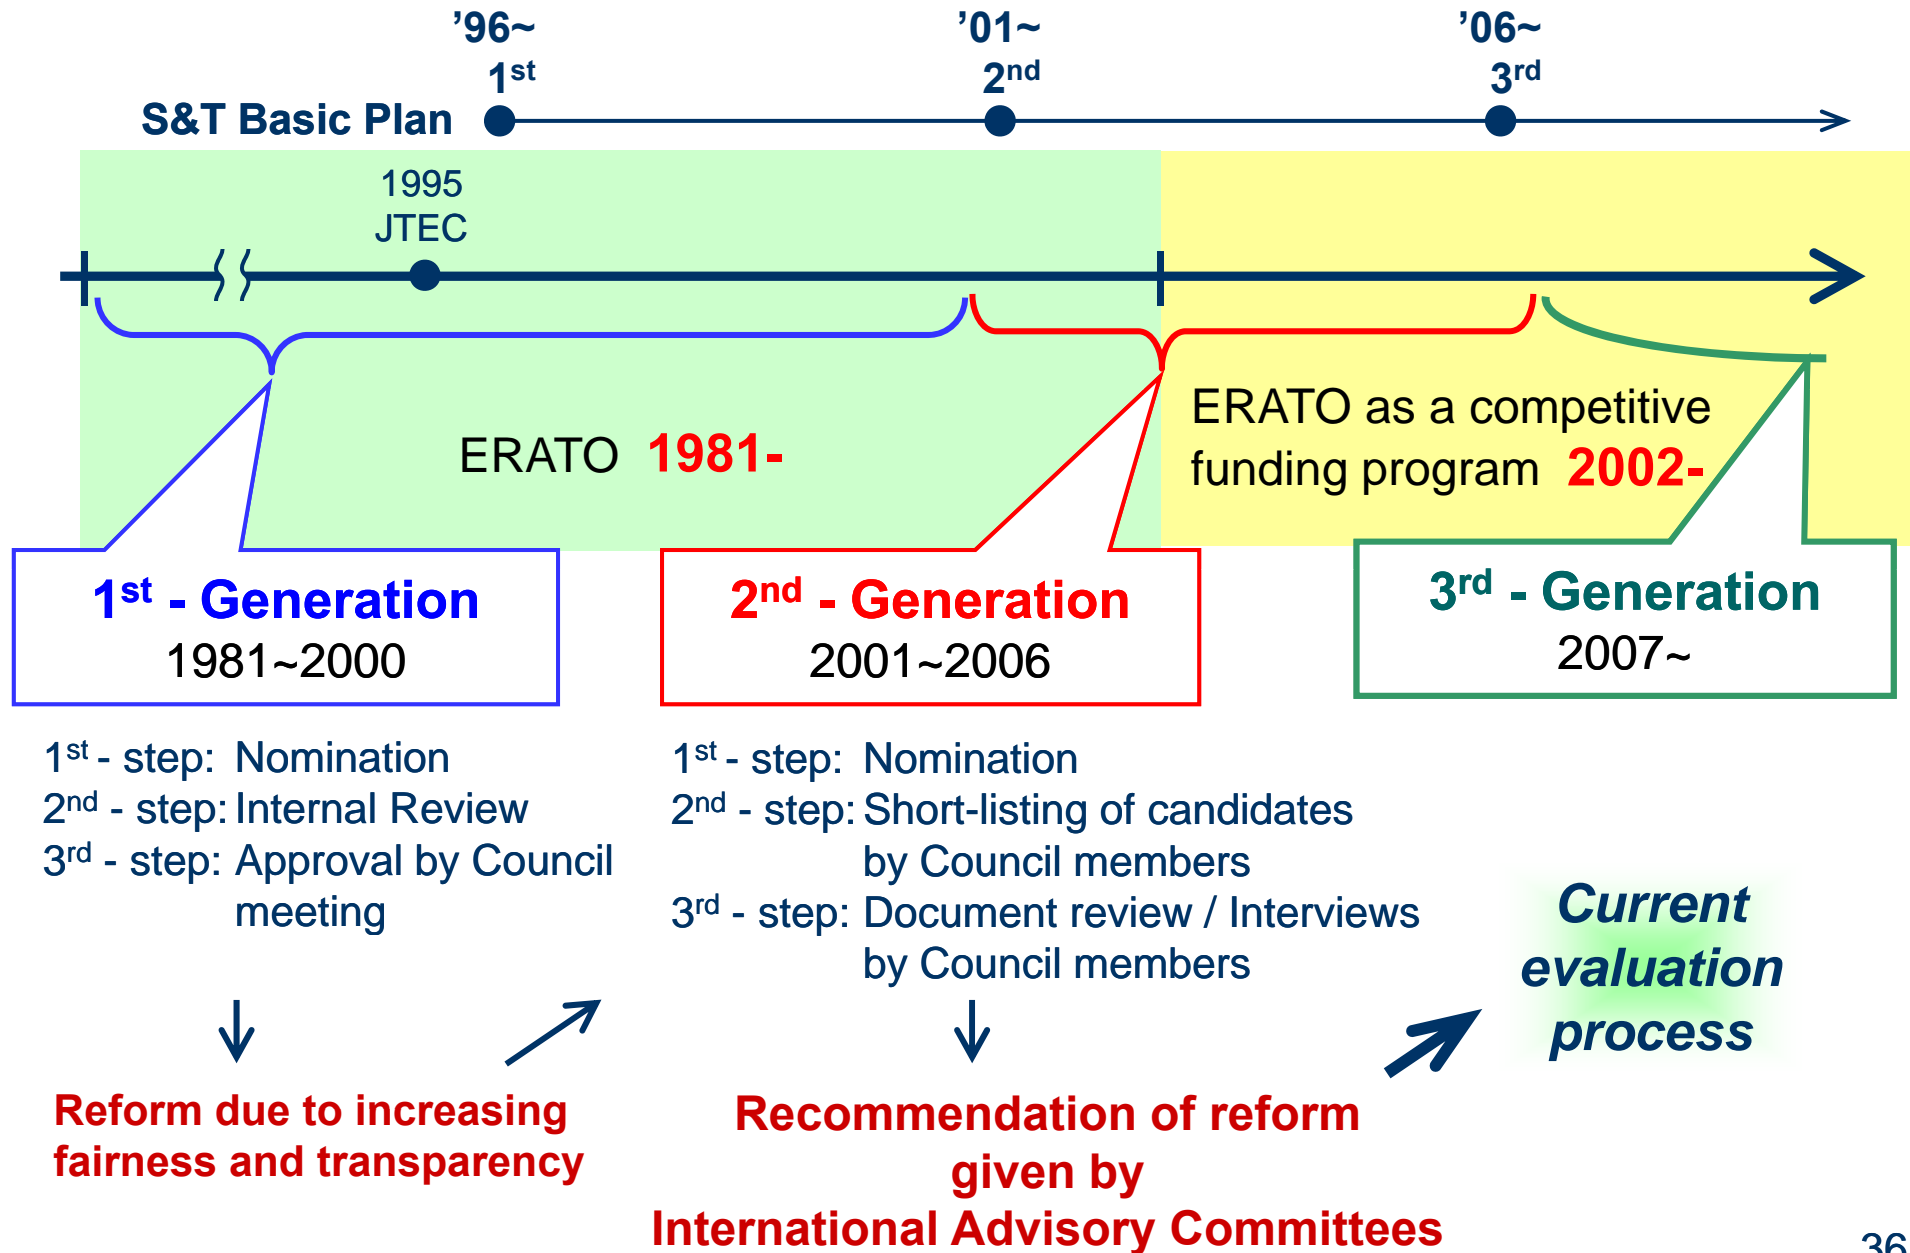 ’96~ ’01~ ’06~
1st 2nd 3rd
S&T Basic Plan
1995
JTEC
ERATO 1981-
ERATO as a competitive
funding program 2002-
1st - Generation
1981~2000
2nd - Generation
2001~2006
3rd - Generation
2007~
1st - step: Nomination
2nd - step: Internal Review
3rd - step: Approval by Council
meeting
1st - step: Nomination
2nd - step: Short-listing of candidates
by Council members
3rd - step: Document review / Interviews
by Council members
Current
evaluation
process
Reform due to increasing
fairness and transparency
Recommendation of reform
given by
International Advisory Committees
36